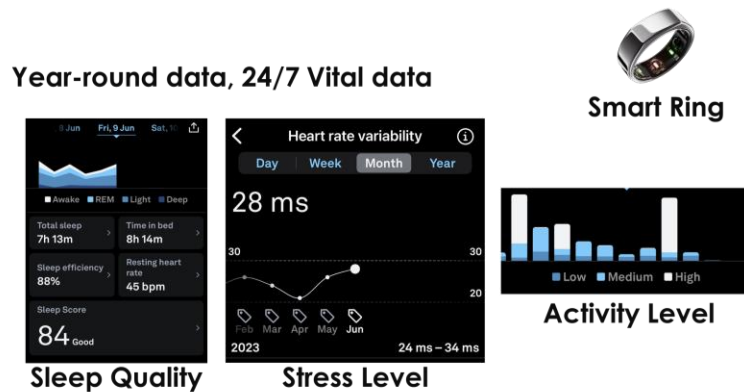 Year-round data, 24/7 Vital data
Smart Ring
8 Jun Fri, 9 Jun Sat, 10
Awake REM Light Deep
Total sleep
7h 13m
Time in bed
8h 14m
Sleep efficiency
88%
Resting heart
rate
45 bpm
Sleep Score
84 Good
Sleep Quality
Heart rate variability
Day Week Month Year
28 ms
30 30
20
Feb Mar Apr May Jun
2023 24 ms – 34 ms
Stress Level
Low Medium High
Activity Level